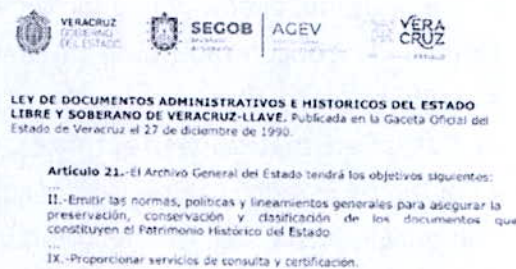 VERACRUZ
GOBIERNO
DEL ESTADO
SEGOB
AGEV
VERA
CRUZ
LEY DE DOCUMENTOS ADMINISTRATIVOS E HISTORICOS DEL ESTADO
LIBRE Y SOBERANO DE VERACRUZ-LLAVE. Publicada en la Gaceta Oficial del
Estado de Veracruz el 27 de diciembre de 1990.
Artículo 21.-El Archivo General del Estado tendrá los objetivos siguientes:
...
II.-Emitir las normas, políticas y lineamientos generales para asegurar la
preservación, conservación y clasificación de los documentos que
constituyen el Patrimonio Histórico del Estado
...
IX.-Proporcionar servicios de consulta y certificación.